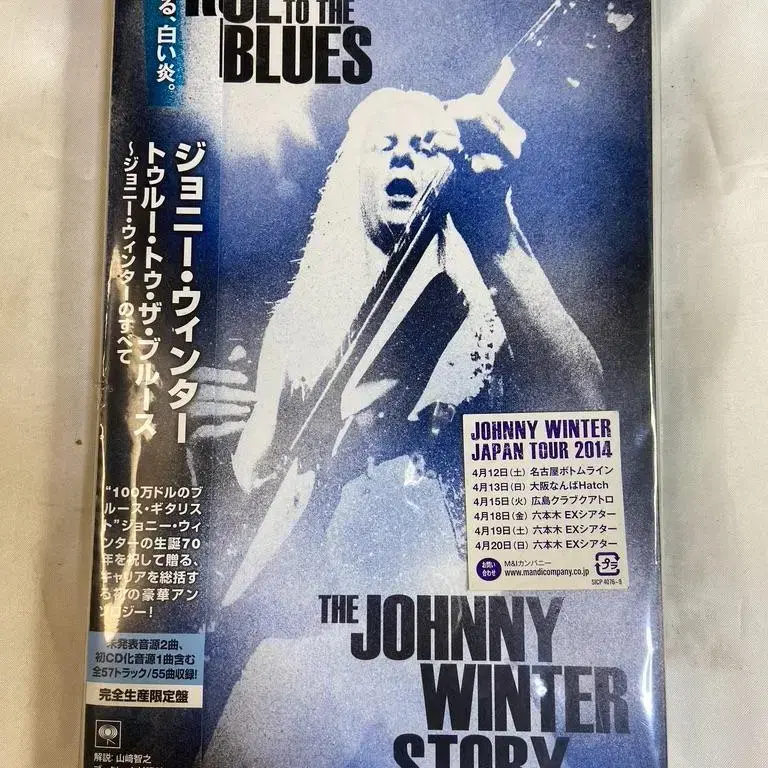 TO THE
BLUES
る、白い炎。
ジョニー・ウィンター
トゥルー・トゥ・ザ・ブルース
～ジョニー・ウィンターのすべて
"100万ドルのブ
ルース・ギタリス
ト"ジョニー・ウィ
ンターの生誕70
年を祝して贈る、
キャリアを総括す
る初の豪華アン
ソロジー!
未発表音源2曲、
初CD化音源1曲含む
全57トラック/55曲収録!
完全生産限定盤
解説: 山﨑智之
JOHNNY WINTER
JAPAN TOUR 2014
4月12日(土) 名古屋ボトムライン
4月13日(日) 大阪なんばHatch
4月15日(火) 広島クラブクアトロ
4月18日(金) 六本木 EXシアター
4月19日(土) 六本木 EXシアター
4月20日(日) 六本木 EXシアター
お問い
合わせ
M&Iカンパニー
www.mandicompany.co.jp
プラ
SICP 4076~9
THE JOHNNY
WINTER
STORY